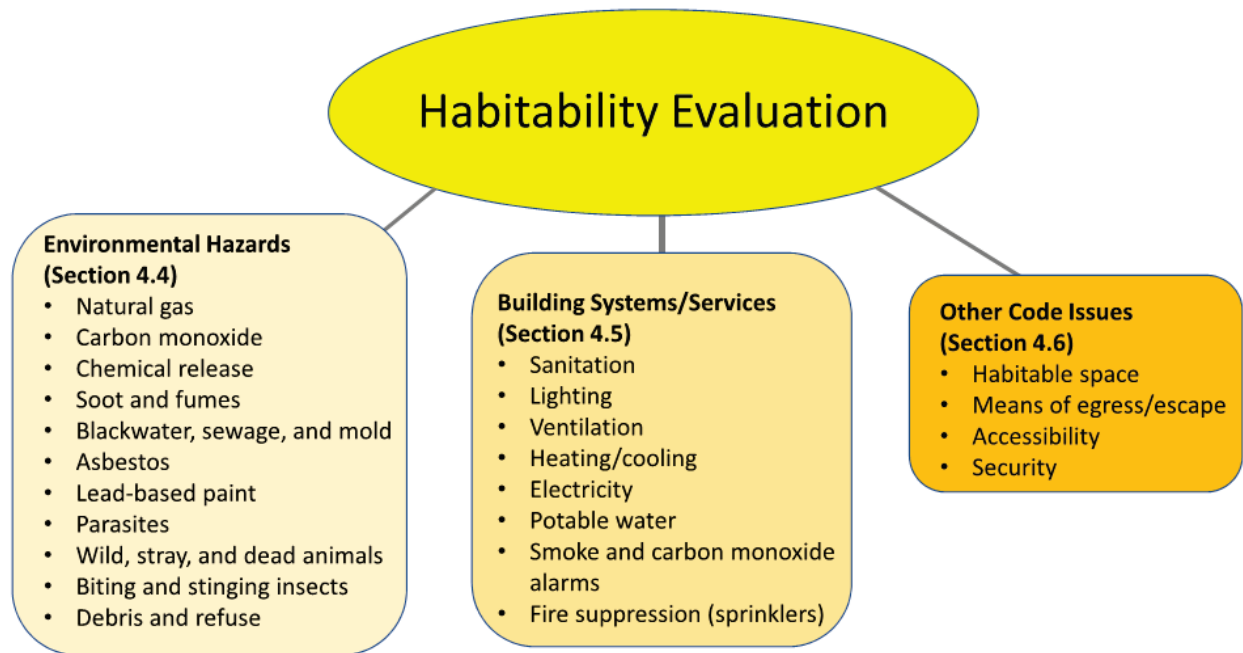 Habitability Evaluation
Environmental Hazards
(Section 4.4)
• Natural gas
• Carbon monoxide
• Chemical release
• Soot and fumes
• Blackwater, sewage, and mold
• Asbestos
• Lead-based paint
• Parasites
• Wild, stray, and dead animals
• Biting and stinging insects
• Debris and refuse
Building Systems/Services
(Section 4.5)
• Sanitation
• Lighting
• Ventilation
• Heating/cooling
• Electricity
• Potable water
• Smoke and carbon monoxide
alarms
• Fire suppression (sprinklers)
Other Code Issues
(Section 4.6)
• Habitable space
• Means of egress/escape
• Accessibility
• Security